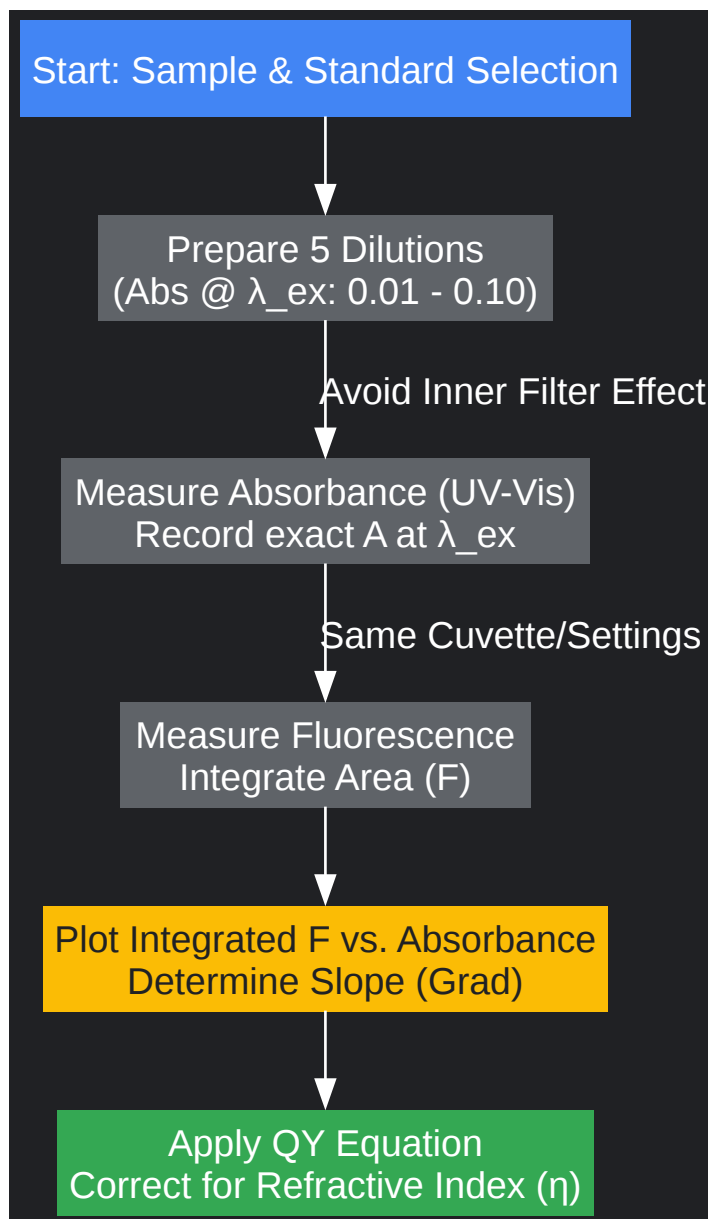 Start: Sample & Standard Selection
Prepare 5 Dilutions
(Abs @ λ_ex: 0.01 - 0.10)
Avoid Inner Filter Effect
Measure Absorbance (UV-Vis)
Record exact A at λ_ex
Same Cuvette/Settings
Measure Fluorescence
Integrate Area (F)
Plot Integrated F vs. Absorbance
Determine Slope (Grad)
Apply QY Equation
Correct for Refractive Index (η)